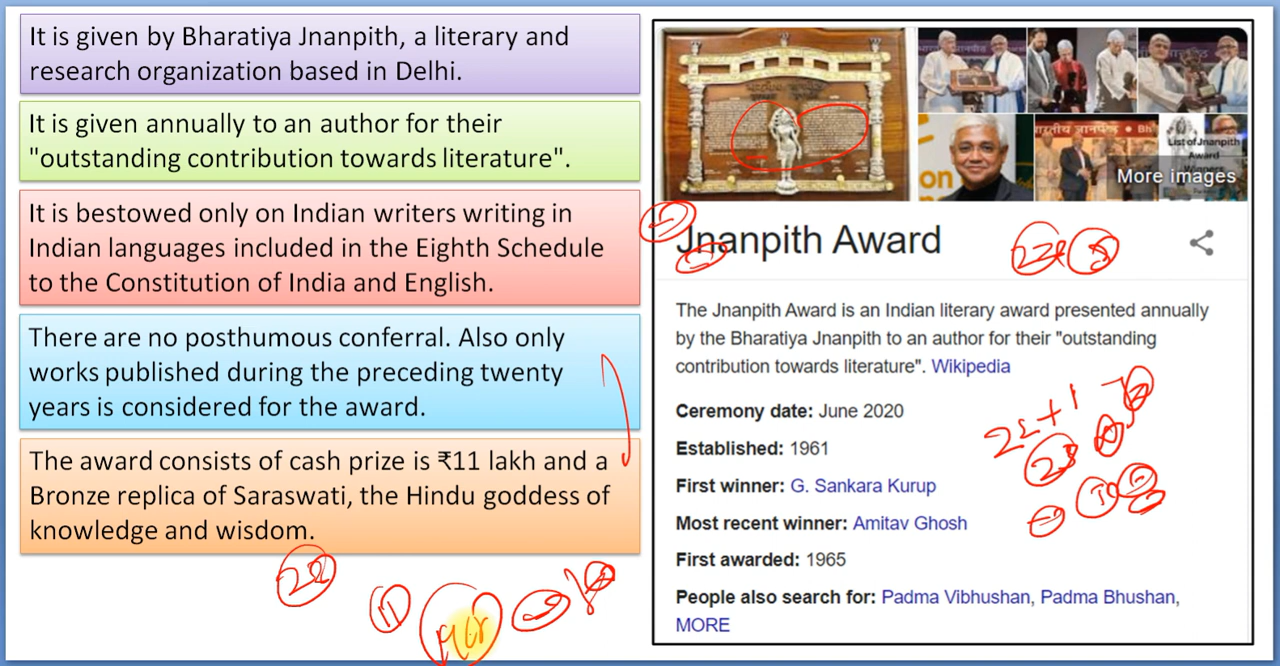 It is given by Bharatiya Jnanpith, a literary and
research organization based in Delhi.
It is given annually to an author for their
"outstanding contribution towards literature".
It is bestowed only on Indian writers writing in
Indian languages included in the Eighth Schedule
to the Constitution of India and English.
There are no posthumous conferral. Also only
works published during the preceding twenty
years is considered for the award.
The award consists of cash prize is ₹11 lakh and a
Bronze replica of Saraswati, the Hindu goddess of
knowledge and wisdom.
22
11
More images
Jnanpith Award
The Jnanpith Award is an Indian literary award presented annually
by the Bharatiya Jnanpith to an author for their "outstanding
contribution towards literature". Wikipedia
Ceremony date: June 2020
Established: 1961
First winner: G. Sankara Kurup
Most recent winner: Amitav Ghosh
First awarded: 1965
People also search for: Padma Vibhushan, Padma Bhushan,
MORE
22+1
23